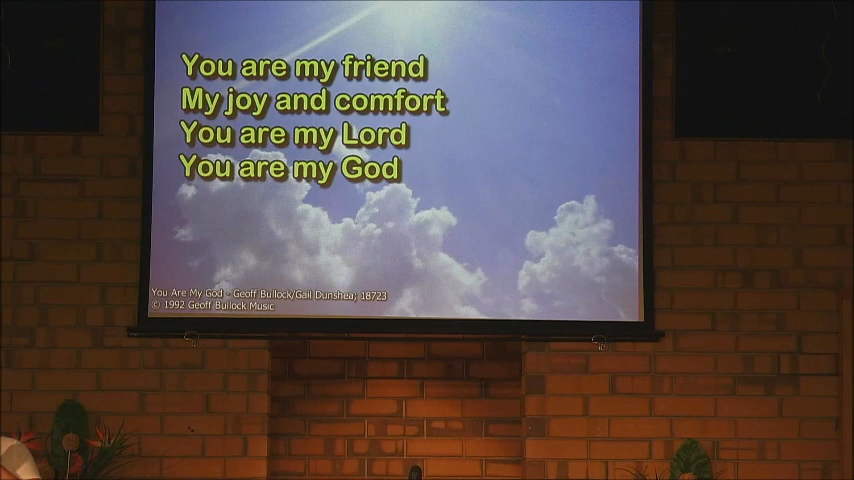 You are my friend
My joy and comfort
You are my Lord
You are my God
You Are My God - Geoff Bullock/Gail Dunshea; 18723
© 1992 Geoff Bullock Music